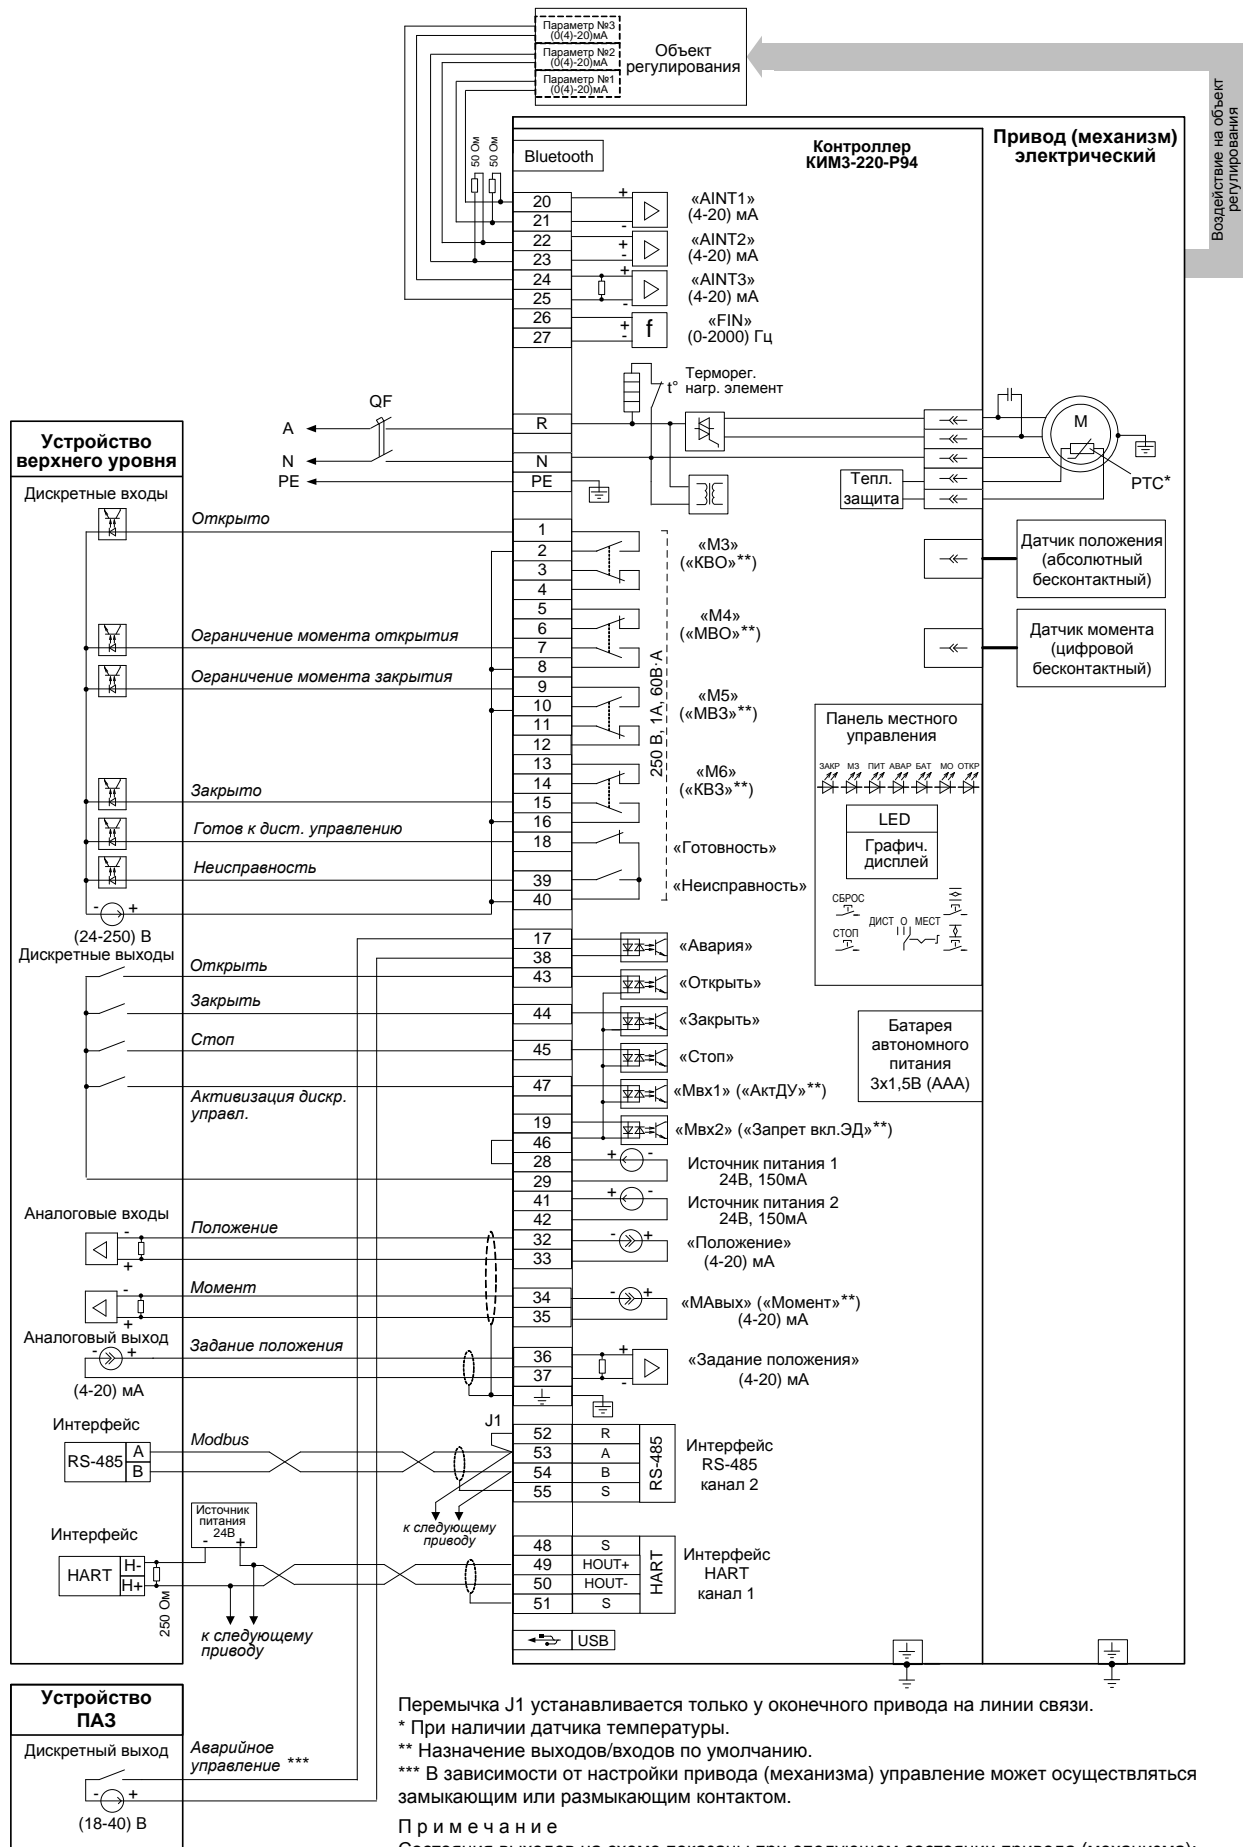 Параметр №3
(0(4)-20)мА
Параметр №2
(0(4)-20)мА
Параметр №1
(0(4)-20)мА
Объект
регулирования
Воздействие на объект
регулирования
50 Ом
50 Ом
Bluetooth
Контроллер
КИМ3-220-Р94
Привод (механизм)
электрический
20
21
22
23
24
25
26
27
+
-
«AINT1»
(4-20) мА
+
-
«AINT2»
(4-20) мА
+
-
«AINT3»
(4-20) мА
+
-
f
«FIN»
(0-2000) Гц
t°
Терморег.
нагр. элемент
QF
A
N
PE
R
N
PE
M
Тепл.
защита
PTC*
Устройство
верхнего уровня
Дискретные входы
Открыто
Ограничение момента открытия
Ограничение момента закрытия
Закрыто
Готов к дист. управлению
Неисправность
- +
(24-250) В
1
2
3
4
5
6
7
8
9
10
11
12
13
14
15
16
18
39
40
«М3»
(«КВО»**)
«М4»
(«МВО»**)
«М5»
(«МВЗ»**)
«М6»
(«КВЗ»**)
250 В, 1А, 60В·А
«Готовность»
«Неисправность»
Датчик положения
(абсолютный
бесконтактный)
Датчик момента
(цифровой
бесконтактный)
Панель местного
управления
ЗАКР МЗ ПИТ АВАР БАТ МО ОТКР
LED
Графич.
дисплей
СБРОС
СТОП
ДИСТ О МЕСТ
Батарея
автономного
питания
3х1,5В (ААА)
Дискретные выходы
Открыть
Закрыть
Стоп
Активизация дискр.
управл.
17
38
43
44
45
47
19
46
28
29
41
42
32
33
34
35
36
37
«Авария»
«Открыть»
«Закрыть»
«Стоп»
«Мвх1» («АктДУ»**)
«Мвх2» («Запрет вкл.ЭД»**)
+ -
Источник питания 1
24В, 150мА
+ -
Источник питания 2
24В, 150мА
- +
«Положение»
(4-20) мА
- +
«МАвых» («Момент»**)
(4-20) мА
+
-
«Задание положения»
(4-20) мА
Аналоговые входы
Положение
-
+
Момент
-
+
Аналоговый выход
Задание положения
- +
(4-20) мА
Интерфейс
RS-485
A
B
Modbus
J1
52 R
53 A
54 B
55 S
RS-485
Интерфейс
RS-485
канал 2
к следующему
приводу
Источник
питания
24В
- +
Интерфейс
HART
H-
H+
250 Ом
к следующему
приводу
48 S
49 HOUT+
50 HOUT-
51 S
HART
Интерфейс
HART
канал 1
USB
Устройство
ПАЗ
Дискретный выход
Аварийное
управление ***
- +
(18-40) В
Перемычка J1 устанавливается только у оконечного привода на линии связи.
* При наличии датчика температуры.
** Назначение выходов/входов по умолчанию.
*** В зависимости от настройки привода (механизма) управление может осуществляться
замыкающим или размыкающим контактом.
П р и м е ч а н и е
Состояния выходов на схеме показаны при следующем состоянии привода (механизма):